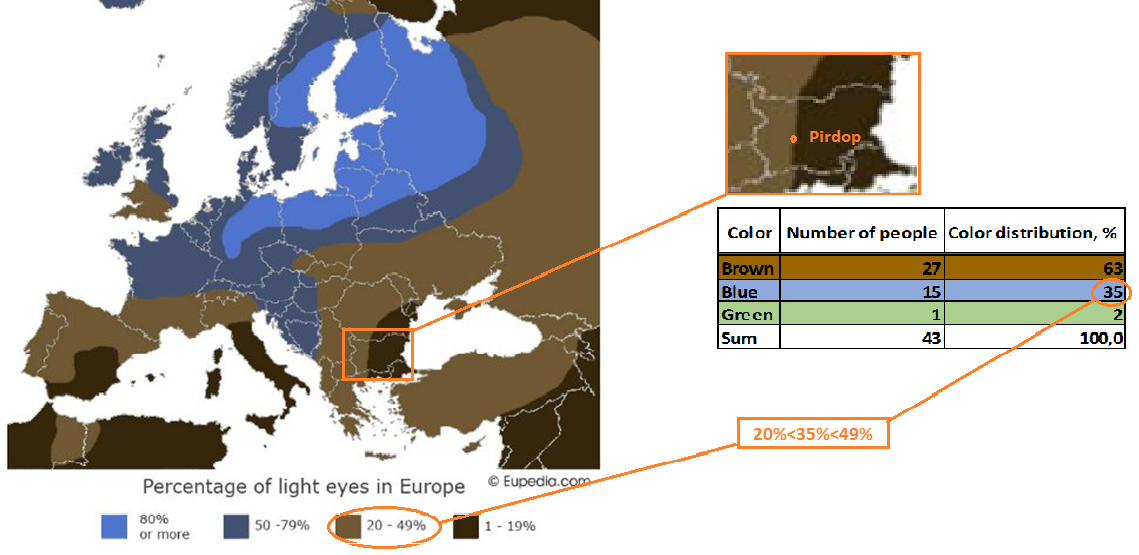 Pirdop
Color Number of people Color distribution, %
Brown 27 63
Blue 15 35
Green 1 2
Sum 43 100,0
20%<35%<49%
© Eupedia.com
Percentage of light eyes in Europe
80%
or more
50 -79%
20 - 49%
1 - 19%